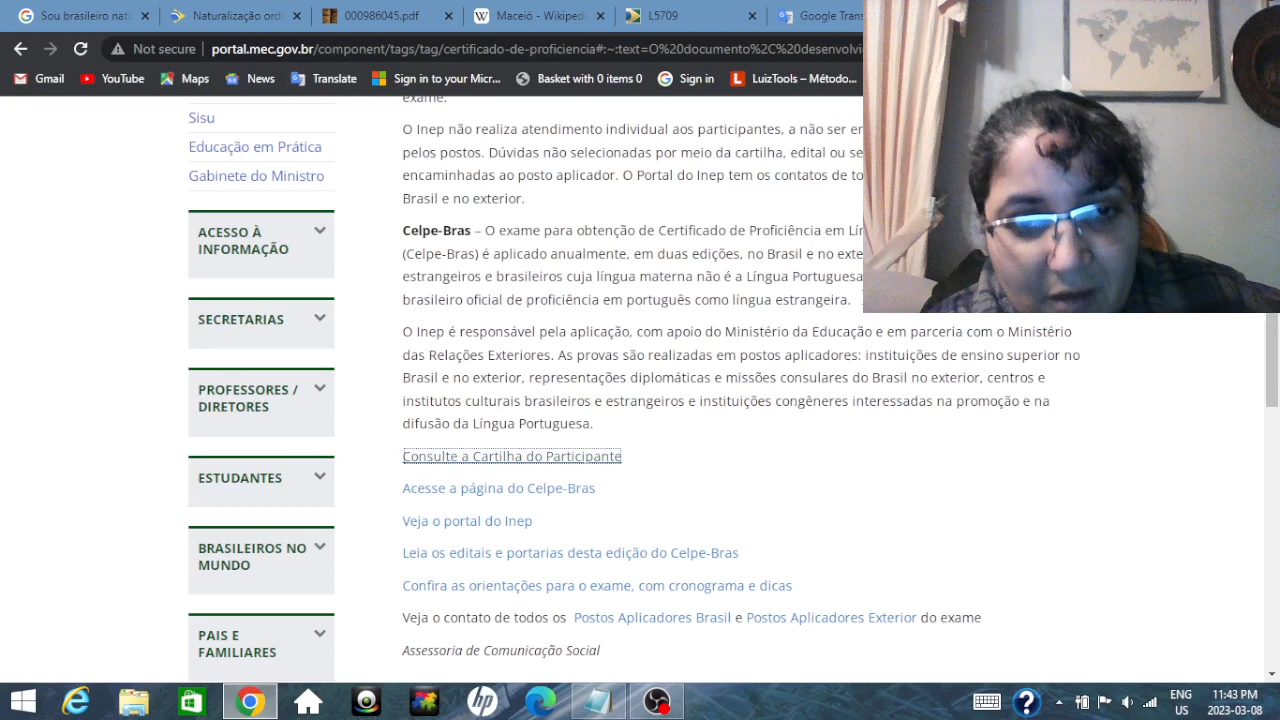 Sou brasileiro nat
Naturalização ordi
000986045.pdf
Maceió - Wikiped
L5709
Google Trans
Not secure
portal.mec.gov.br/component/tags/tag/certificado-de-proficiencia#:~:text=O%20documento%2C%20desenvolvi
Gmail
YouTube
Maps
News
Translate
Sign in to your Micr...
Basket with 0 items 0
Sign in
LuizTools – Método...
exame.
Sisu
Educação em Prática
Gabinete do Ministro
ACESSO À
INFORMAÇÃO
SECRETARIAS
PROFESSORES /
DIRETORES
ESTUDANTES
BRASILEIROS NO
MUNDO
PAIS E
FAMILIARES
O Inep não realiza atendimento individual aos participantes, a não ser
pelos postos. Dúvidas não selecionadas por meio da cartilha, edital ou
encaminhadas ao posto aplicador. O Portal do Inep tem os contatos de
Brasil e no exterior.
Celpe-Bras – O exame para obtenção de Certificado de Proficiência em
(Celpe-Bras) é aplicado anualmente, em duas edições, no Brasil e no
estrangeiros e brasileiros cuja língua materna não é a Língua Portuguesa
brasileiro oficial de proficiência em português como língua estrangeira.
O Inep é responsável pela aplicação, com apoio do Ministério da Educação e em parceria com o Ministério
das Relações Exteriores. As provas são realizadas em postos aplicadores: instituições de ensino superior no
Brasil e no exterior, representações diplomáticas e missões consulares do Brasil no exterior, centros e
institutos culturais brasileiros e estrangeiros e instituições congêneres interessadas na promoção e na
difusão da Língua Portuguesa.
Consulte a Cartilha do Participante
Acesse a página do Celpe-Bras
Veja o portal do Inep
Leia os editais e portarias desta edição do Celpe-Bras
Confira as orientações para o exame, com cronograma e dicas
Veja o contato de todos os Postos Aplicadores Brasil e Postos Aplicadores Exterior do exame
Assessoria de Comunicação Social
ENG
US
11:43 PM
2023-03-08